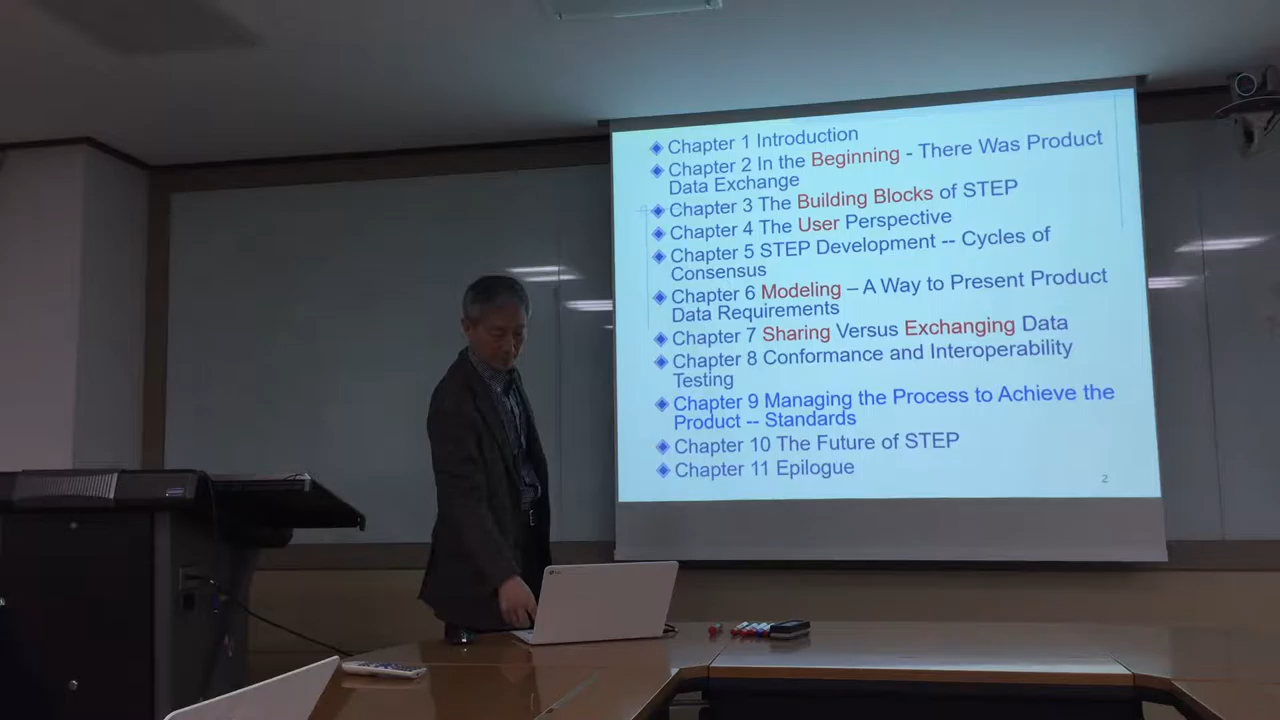 Chapter 1 Introduction
Chapter 2 In the Beginning - There Was Product
Data Exchange
Chapter 3 The Building Blocks of STEP
Chapter 4 The User Perspective
Chapter 5 STEP Development -- Cycles of
Consensus
Chapter 6 Modeling – A Way to Present Product
Data Requirements
Chapter 7 Sharing Versus Exchanging Data
Chapter 8 Conformance and Interoperability
Testing
Chapter 9 Managing the Process to Achieve the
Product -- Standards
Chapter 10 The Future of STEP
Chapter 11 Epilogue
2